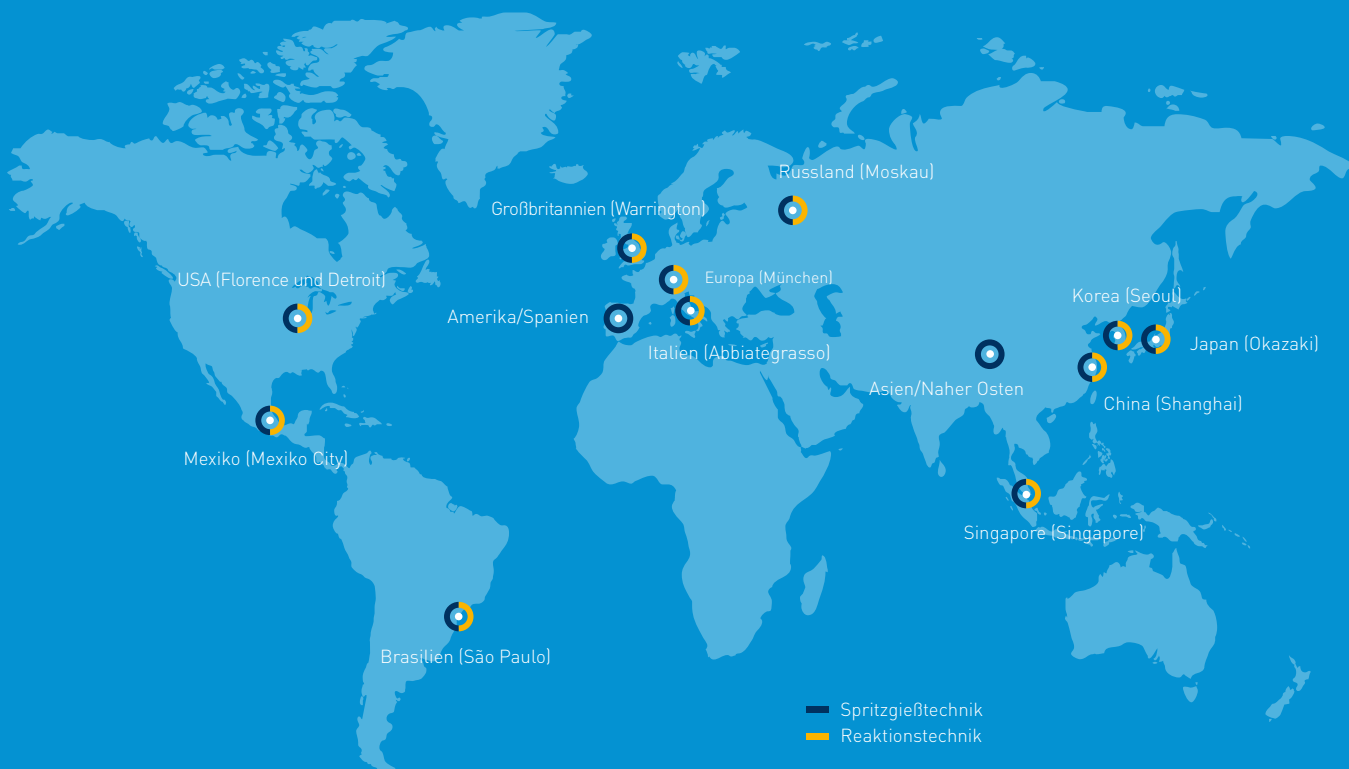 Russland (Moskau)
Großbritannien (Warrington)
USA (Florence und Detroit)
Europa (München)
Korea (Seoul)
Amerika/Spanien
Japan (Okazaki)
Italien (Abbiategrasso)
Asien/Naher Osten
China (Shanghai)
Mexiko (Mexiko City)
Singapore (Singapore)
Brasilien (São Paulo)
Spritzgießtechnik
Reaktionstechnik